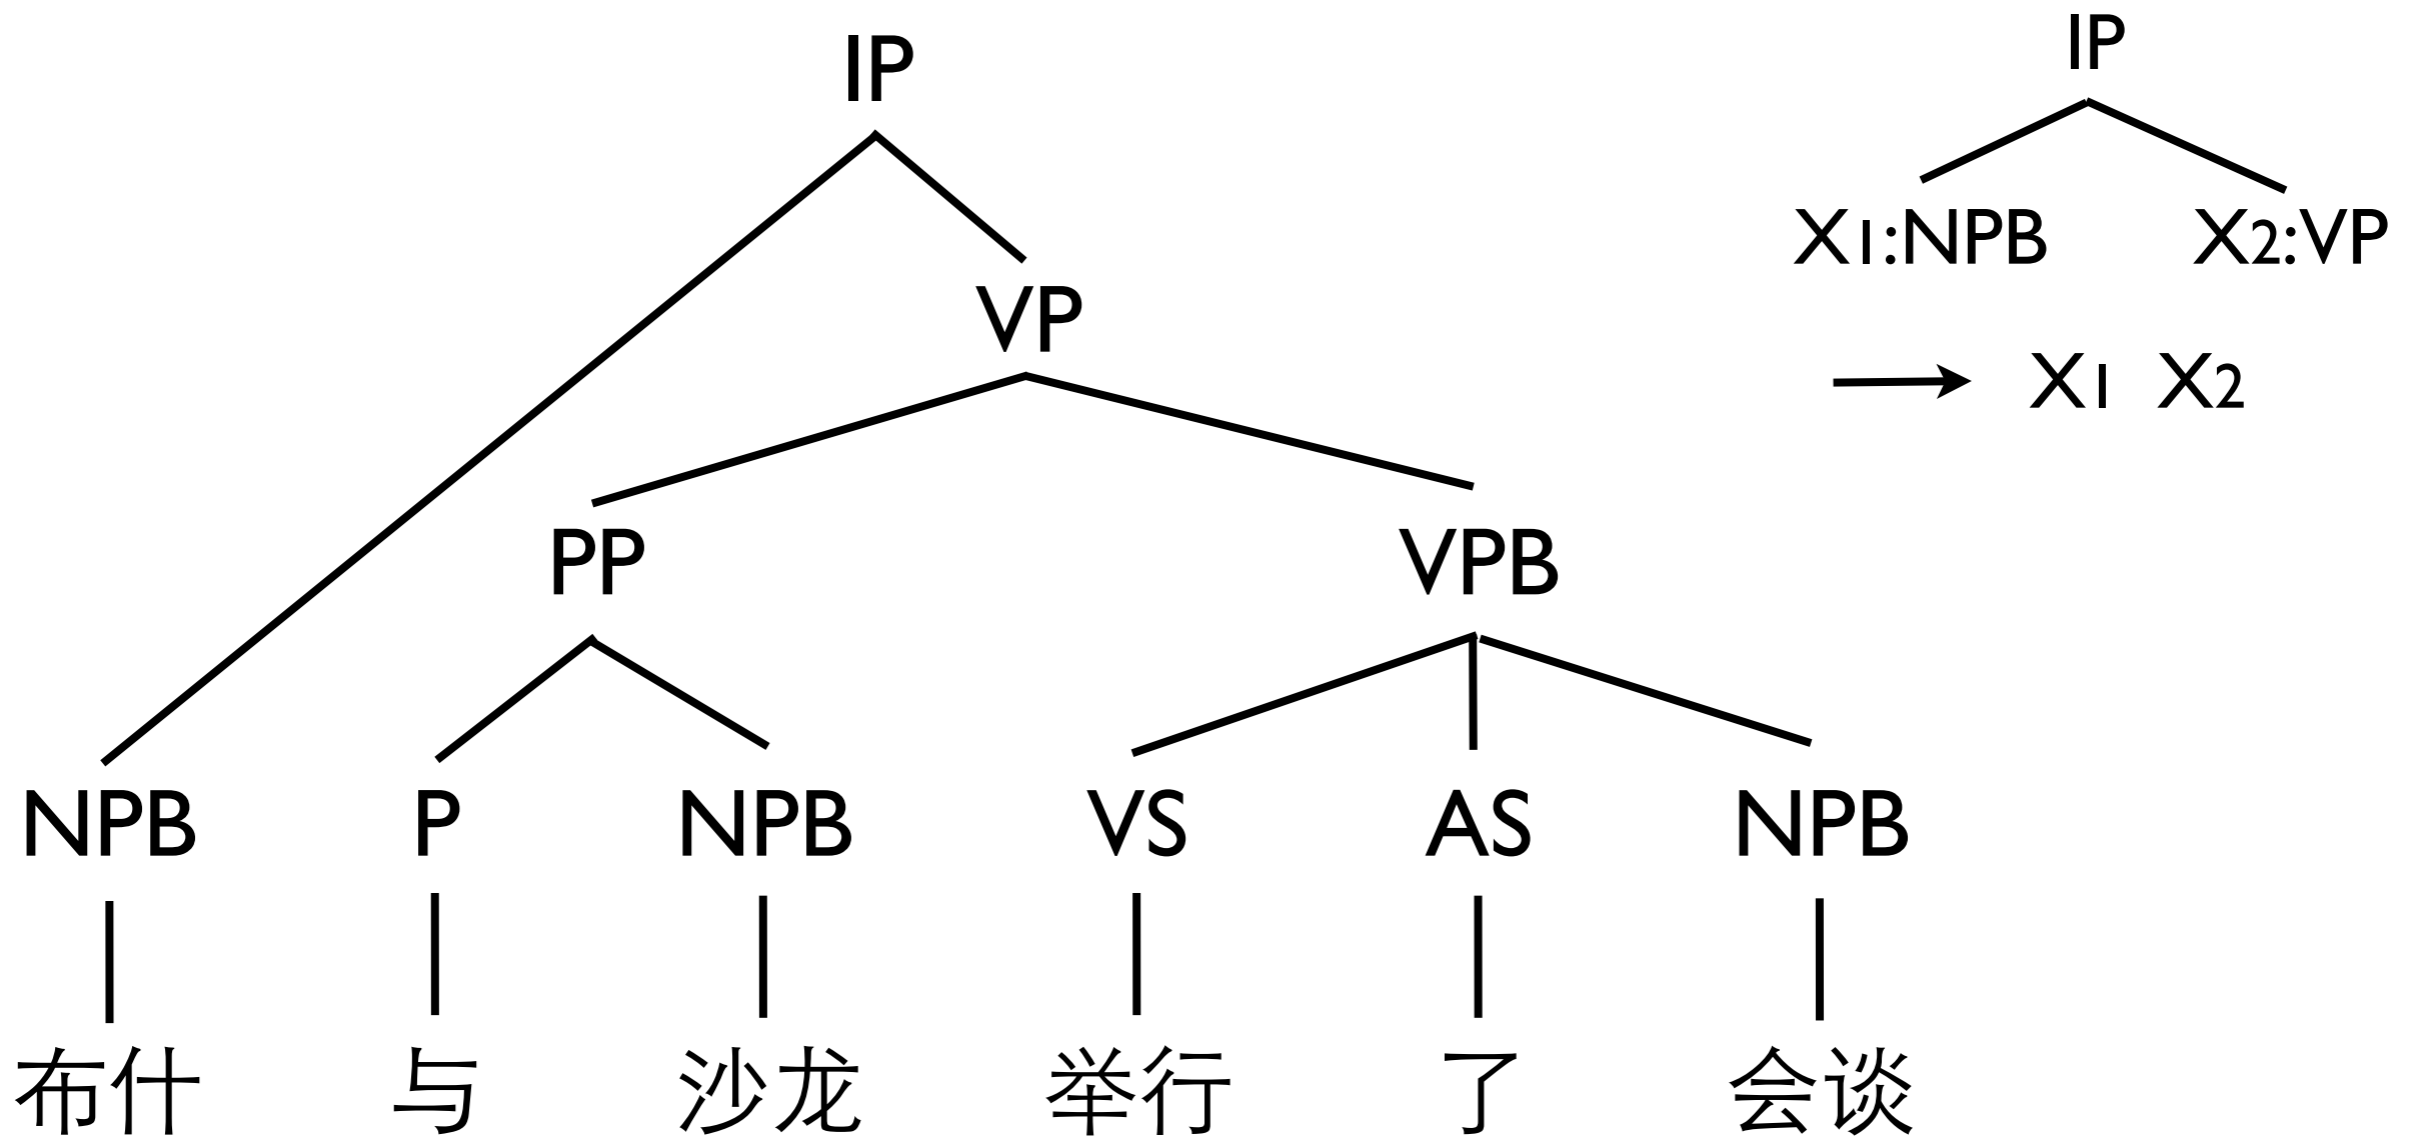 IP
IP
X1:NPB X2:VP
VP
→ X1 X2
PP VPB
NPB P NPB VS AS NPB
布什 与 沙龙 举行 了 会谈